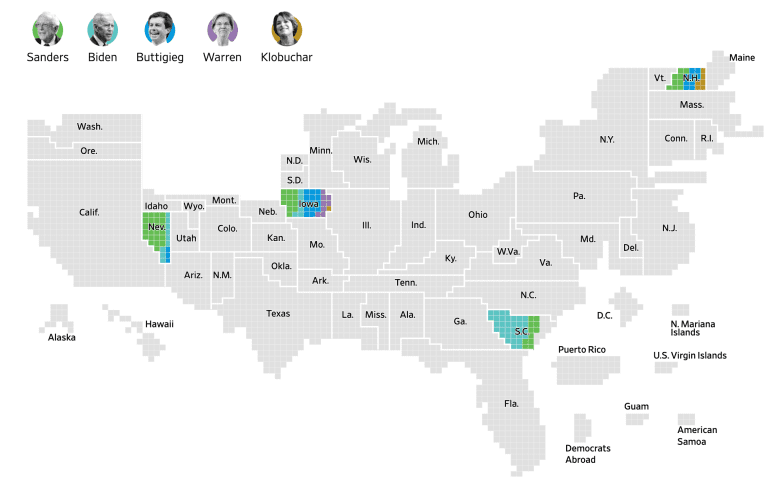 Sanders Biden Buttigieg Warren Klobuchar
Maine
Vt. N.H.
Mass.
Wash.
Minn. Mich. N.Y. Conn. R.I.
Ore.
Wis.
N.D.
S.D.
Pa.
Idaho Wyo. Mont. Iowa
Calif. Neb. Ohio
Nev. Colo. Ill. Ind. N.J.
Utah Kan. Mo. Md. Del.
W.Va.
Ky. Va.
Okla.
Ariz. N.M. Ark. Tenn.
N.C.
Texas La. Miss. Ala. Ga. S.C. D.C.
Alaska
Hawaii
N. Mariana
Islands
Puerto Rico
U.S. Virgin Islands
Fla.
Guam
American
Samoa
Democrats
Abroad